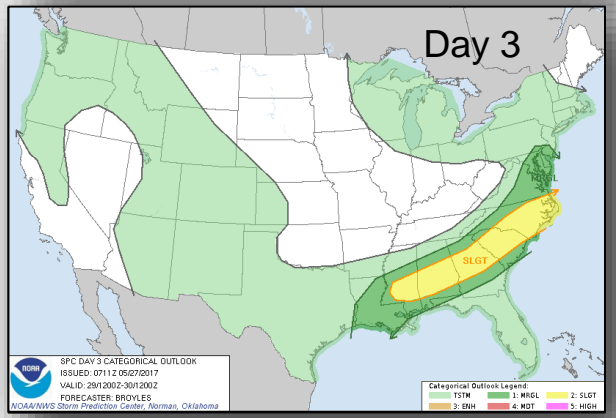 Day 3
MRGL
SLGT
NOAA
SPC DAY 3 CATEGORICAL OUTLOOK
ISSUED: 0711Z 05/27/2017
VALID: 29/1200Z-30/1200Z
FORECASTER: BROYLES
NOAA/NWS Storm Prediction Center, Norman, Oklahoma
Categorical Outlook Legend:
TSTM 1: MRGL 2: SLGT
3: ENH 4: MDT 5: HIGH